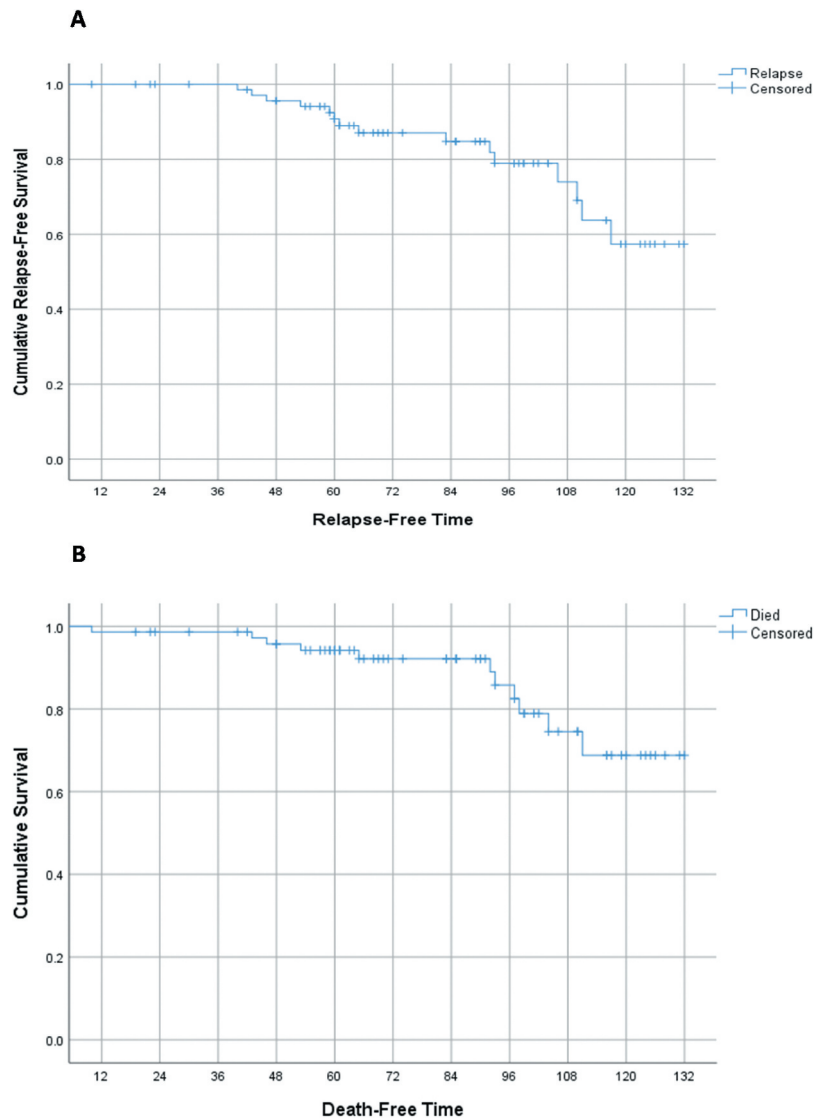 A
Relapse
Censored
Cumulative Relapse-Free Survival
1.0
0.8
0.6
0.4
0.2
0.0
12 24 36 48 60 72 84 96 108 120 132
Relapse-Free Time
B
Died
Censored
Cumulative Survival
1.0
0.8
0.6
0.4
0.2
0.0
12 24 36 48 60 72 84 96 108 120 132
Death-Free Time